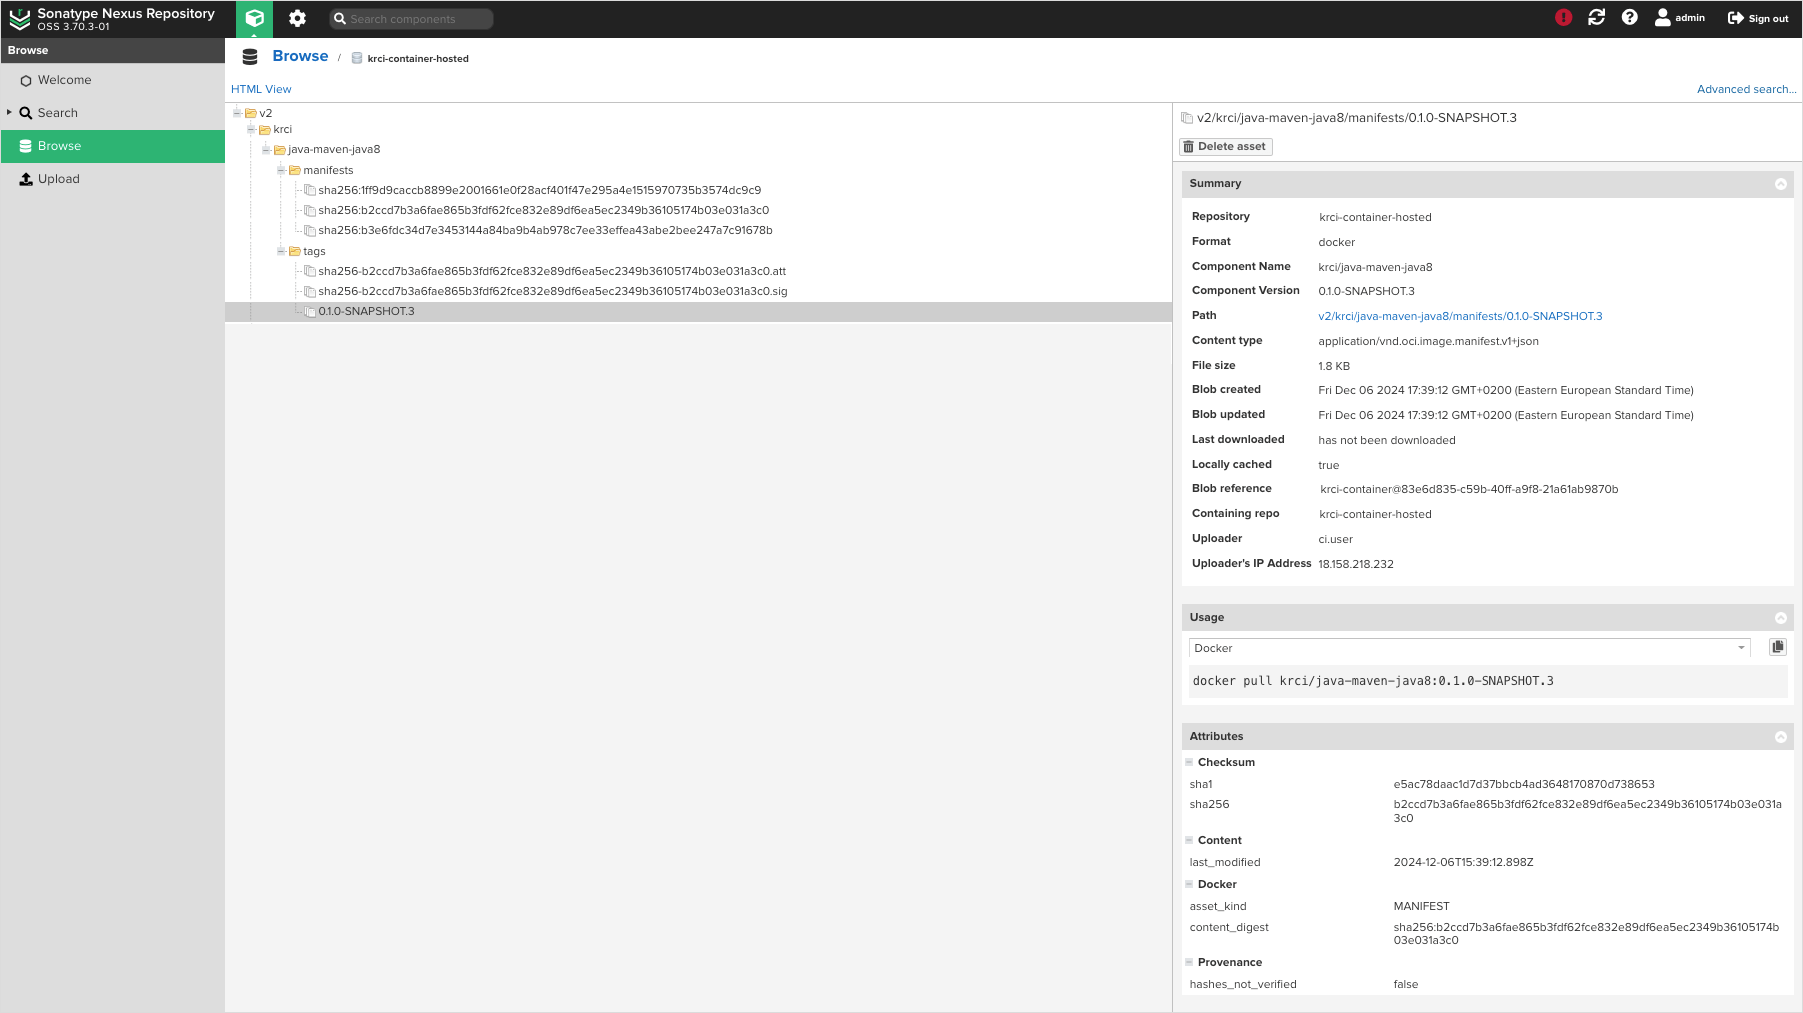 Sonatype Nexus Repository
OSS 3.70.3-01
Search components
admin
Sign out
Browse
Welcome
Search
Browse
Upload
Browse / krci-container-hosted
HTML View
Advanced search...
v2
krci
java-maven-java8
manifests
sha256:1ff9d9caccb8899e2001661e0f28acf401f47e295a4e1515970735b3574dc9c9
sha256:b2ccd7b3a6fae865b3fdf62fce832e89df6ea5ec2349b36105174b03e031a3c0
sha256:b3e6fdc34d7e3453144a84ba9b4ab978c7ee33effea43abe2bee247a7c91678b
tags
sha256-b2ccd7b3a6fae865b3fdf62fce832e89df6ea5ec2349b36105174b03e031a3c0.att
sha256-b2ccd7b3a6fae865b3fdf62fce832e89df6ea5ec2349b36105174b03e031a3c0.sig
0.1.0-SNAPSHOT.3
v2/krci/java-maven-java8/manifests/0.1.0-SNAPSHOT.3
Delete asset
Summary
Repository krci-container-hosted
Format docker
Component Name krci/java-maven-java8
Component Version 0.1.0-SNAPSHOT.3
Path v2/krci/java-maven-java8/manifests/0.1.0-SNAPSHOT.3
Content type application/vnd.oci.image.manifest.v1+json
File size 1.8 KB
Blob created Fri Dec 06 2024 17:39:12 GMT+0200 (Eastern European Standard Time)
Blob updated Fri Dec 06 2024 17:39:12 GMT+0200 (Eastern European Standard Time)
Last downloaded has not been downloaded
Locally cached true
Blob reference krci-container@83e6d835-c59b-40ff-a9f8-21a61ab9870b
Containing repo krci-container-hosted
Uploader ci.user
Uploader's IP Address 18.158.218.232
Usage
Docker
docker pull krci/java-maven-java8:0.1.0-SNAPSHOT.3
Attributes
Checksum
sha1 e5ac78daac1d7d37bbcb4ad3648170870d738653
sha256 b2ccd7b3a6fae865b3fdf62fce832e89df6ea5ec2349b36105174b03e031a
3c0
Content
last_modified 2024-12-06T15:39:12.898Z
Docker
asset_kind MANIFEST
content_digest sha256:b2ccd7b3a6fae865b3fdf62fce832e89df6ea5ec2349b36105174b
03e031a3c0
Provenance
hashes_not_verified false